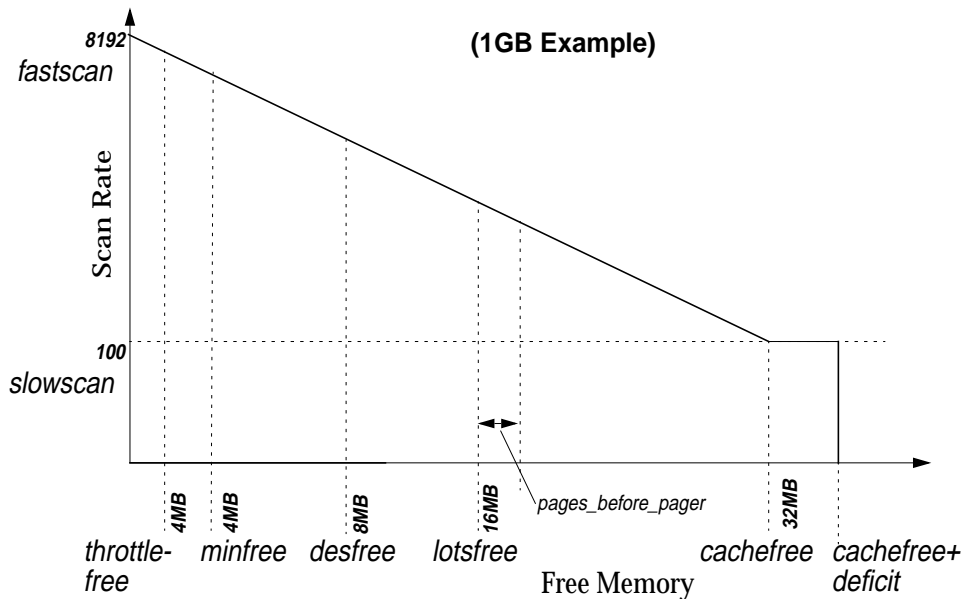 (1GB Example)
8192
fastscan
Scan Rate
100
slowscan
pages_before_pager
4MB
4MB
8MB
16MB
32MB
throttle-
free
minfree
desfree
lotsfree
cachefree
cachefree+
deficit
Free Memory